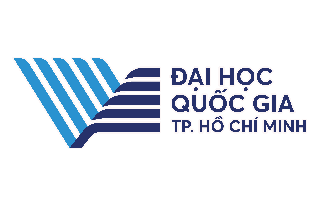 ĐẠI HỌC
QUỐC GIA
TP. HỒ CHÍ MINH